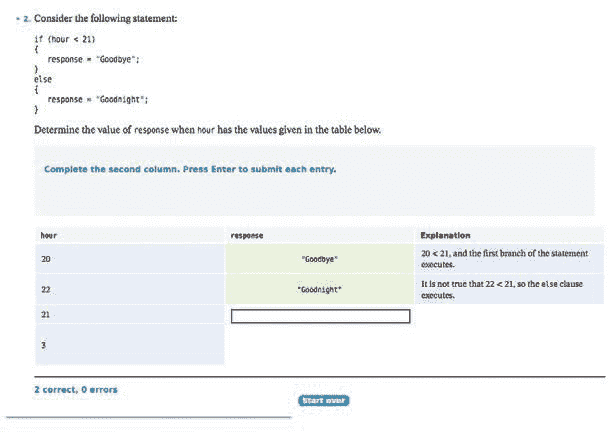 2. Consider the following statement:
if (hour < 21)
{
response = "Goodbye";
}
else
{
response = "Goodnight";
}
Determine the value of response when hour has the values given in the table below.
Complete the second column. Press Enter to submit each entry.
hour response Explanation
20 "Goodbye" 20 < 21, and the first branch of the statement
executes.
22 "Goodnight" It is not true that 22 < 21, so the else clause
executes.
21
3
2 correct, 0 errors
Start over